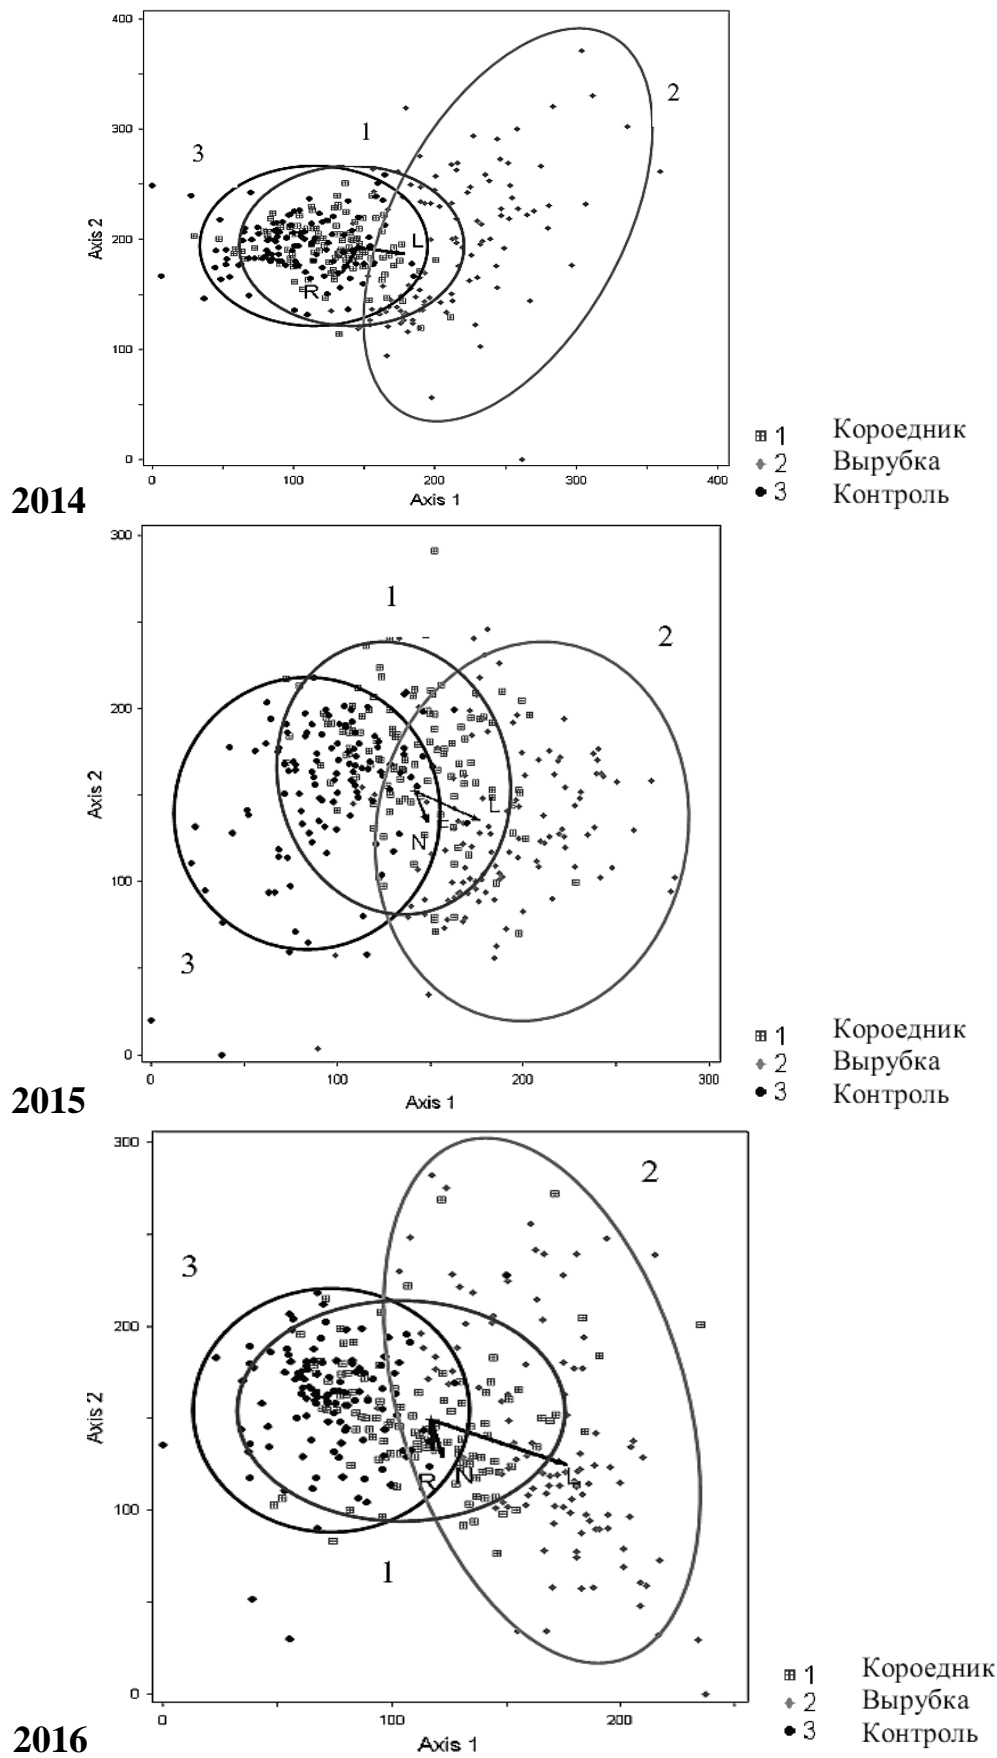 400
300
200
100
0
Axis 2
3
1
2
L
R
0
100
200
300
400
Axis 1
1 Короедник
2 Вырубка
3 Контроль
2014
300
200
100
0
Axis 2
1
2
3
L
N
0
100
200
300
Axis 1
1 Короедник
2 Вырубка
3 Контроль
2015
300
200
100
0
Axis 2
3
2
1
R
N
L
0
100
200
Axis 1
1 Короедник
2 Вырубка
3 Контроль
2016